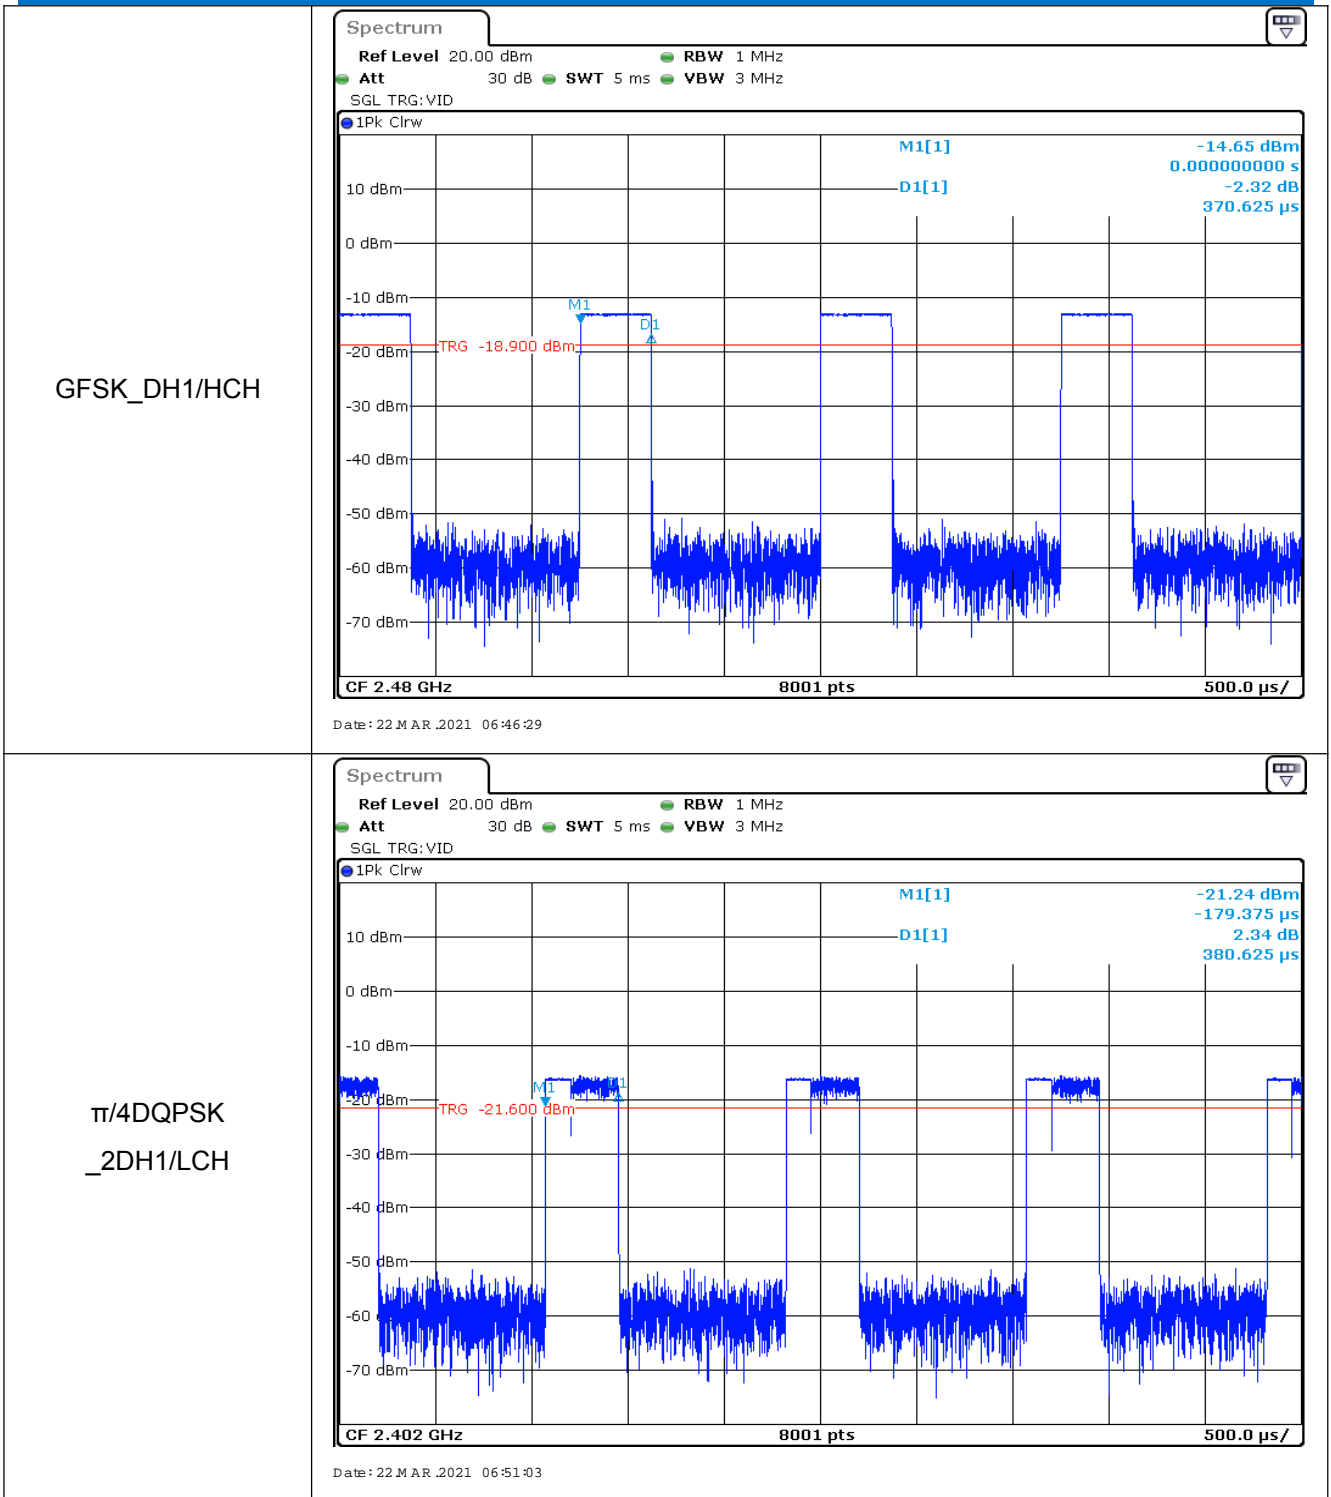 Spectrum
Ref Level 20.00 dBm RBW 1 MHz
Att 30 dB SWT 5 ms VBW 3 MHz
SGL TRG:VID
1Pk Clrw
M1[1] -14.65 dBm
0.000000000 s
10 dBm D1[1] -2.32 dB
370.625 µs
0 dBm
-10 dBm
M1
D1
TRG -18.900 dBm
-20 dBm
GFSK_DH1/HCH
-30 dBm
-40 dBm
-50 dBm
-60 dBm
-70 dBm
CF 2.48 GHz 8001 pts 500.0 µs/
Date: 22.MAR.2021 06:46:29
Spectrum
Ref Level 20.00 dBm RBW 1 MHz
Att 30 dB SWT 5 ms VBW 3 MHz
SGL TRG:VID
1Pk Clrw
M1[1] -21.24 dBm
-179.375 µs
10 dBm D1[1] 2.34 dB
380.625 µs
0 dBm
-10 dBm
M1 D1
-20 dBm
TRG -21.600 dBm
π/4DQPSK
_2DH1/LCH
-30 dBm
-40 dBm
-50 dBm
-60 dBm
-70 dBm
CF 2.402 GHz 8001 pts 500.0 µs/
Date: 22.MAR.2021 06:51:03